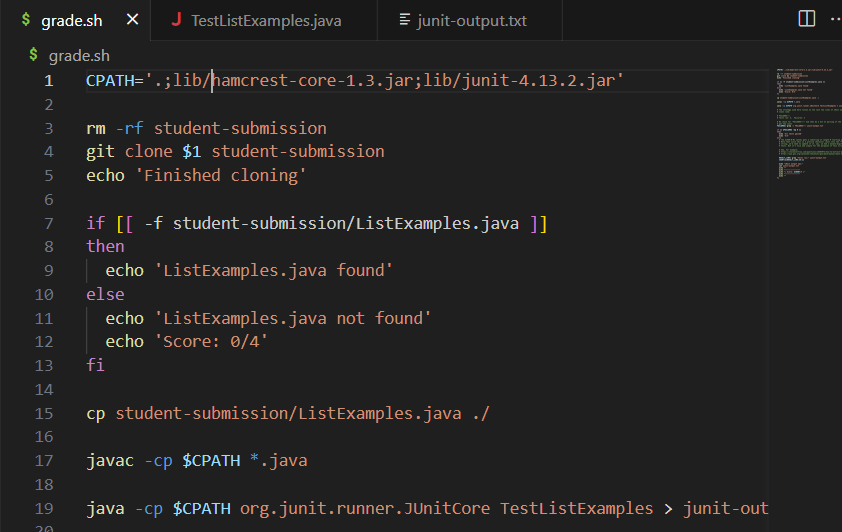 $ grade.sh × J TestListExamples.java junit-output.txt
$ grade.sh
1 CPATH='.;lib/hamcrest-core-1.3.jar;lib/junit-4.13.2.jar'
2
3 rm -rf student-submission
4 git clone $1 student-submission
5 echo 'Finished cloning'
6
7 if [[ -f student-submission/ListExamples.java ]]
8 then
9 echo 'ListExamples.java found'
10 else
11 echo 'ListExamples.java not found'
12 echo 'Score: 0/4'
13 fi
14
15 cp student-submission/ListExamples.java ./
16
17 javac -cp $CPATH *.java
18
19 java -cp $CPATH org.junit.runner.JUnitCore TestListExamples > junit-out
20